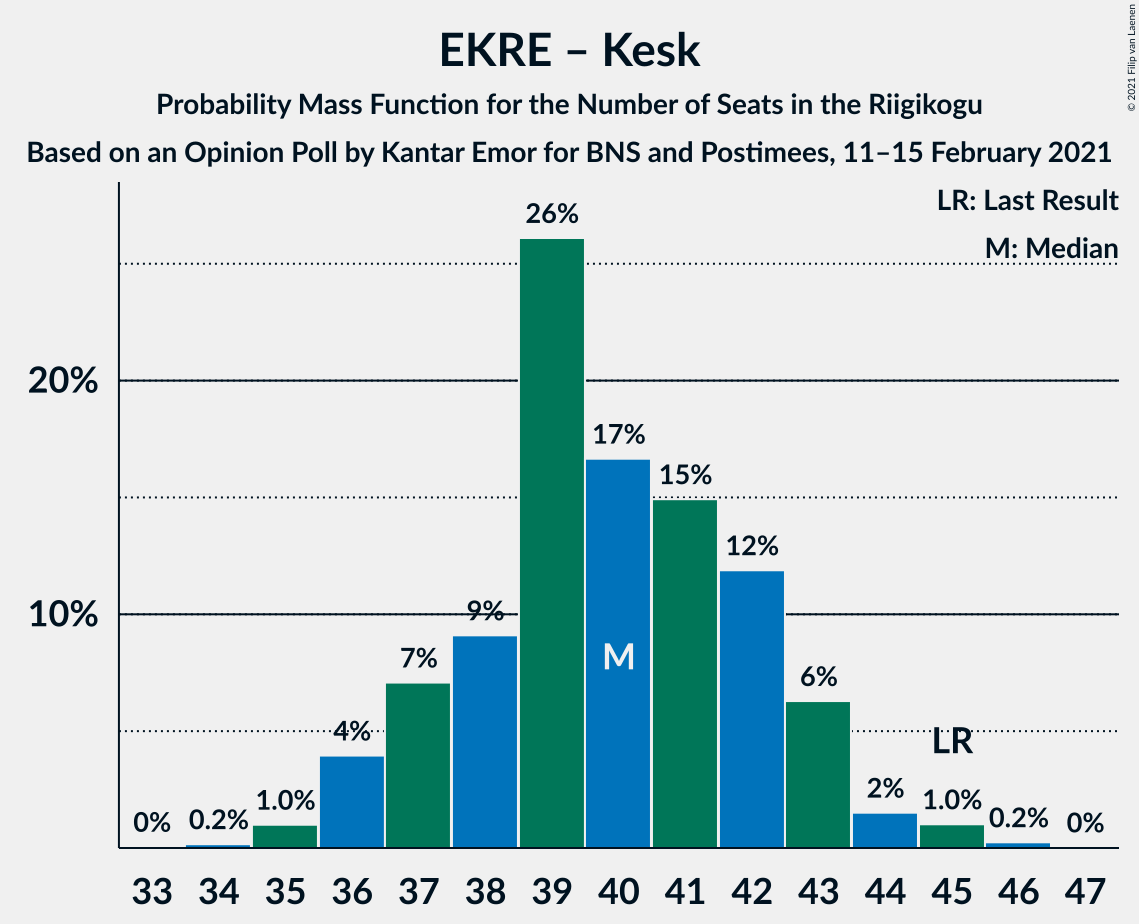 EKRE – Kesk
Probability Mass Function for the Number of Seats in the Riigikogu
Based on an Opinion Poll by Kantar Emor for BNS and Postimees, 11–15 February 2021
© 2021 Filip van Laenen
LR: Last Result
M: Median
20%
10%
0%
0.2%
1.0%
4%
7%
9%
26%
17%
15%
12%
6%
2%
1.0%
0.2%
0%
M
LR
33 34 35 36 37 38 39 40 41 42 43 44 45 46 47